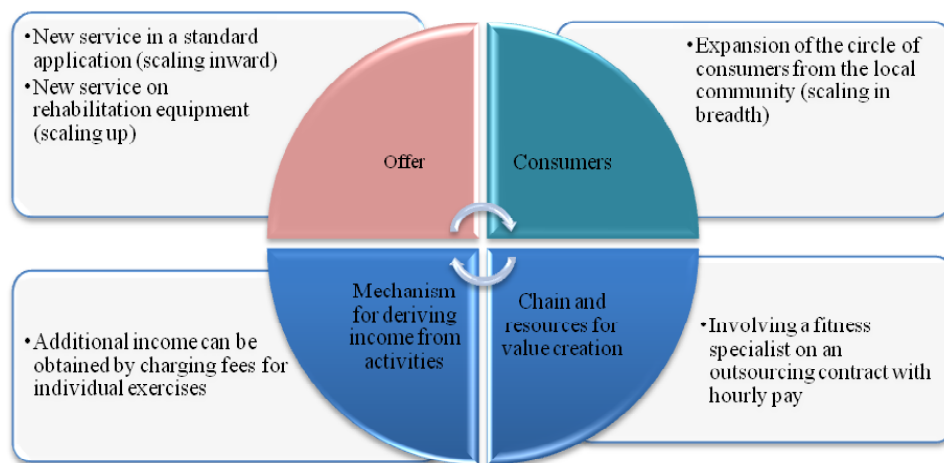 •New service in a standard
application (scaling inward)
•New service on
rehabilitation equipment
(scaling up)
Offer
Consumers
•Expansion of the circle of
consumers from the local
community (scaling in
breadth)
•Additional income can be
obtained by charging fees for
individual exercises
Mechanism
for deriving
income from
activities
Chain and
resources for
value creation
•Involving a fitness
specialist on an
outsourcing contract with
hourly pay